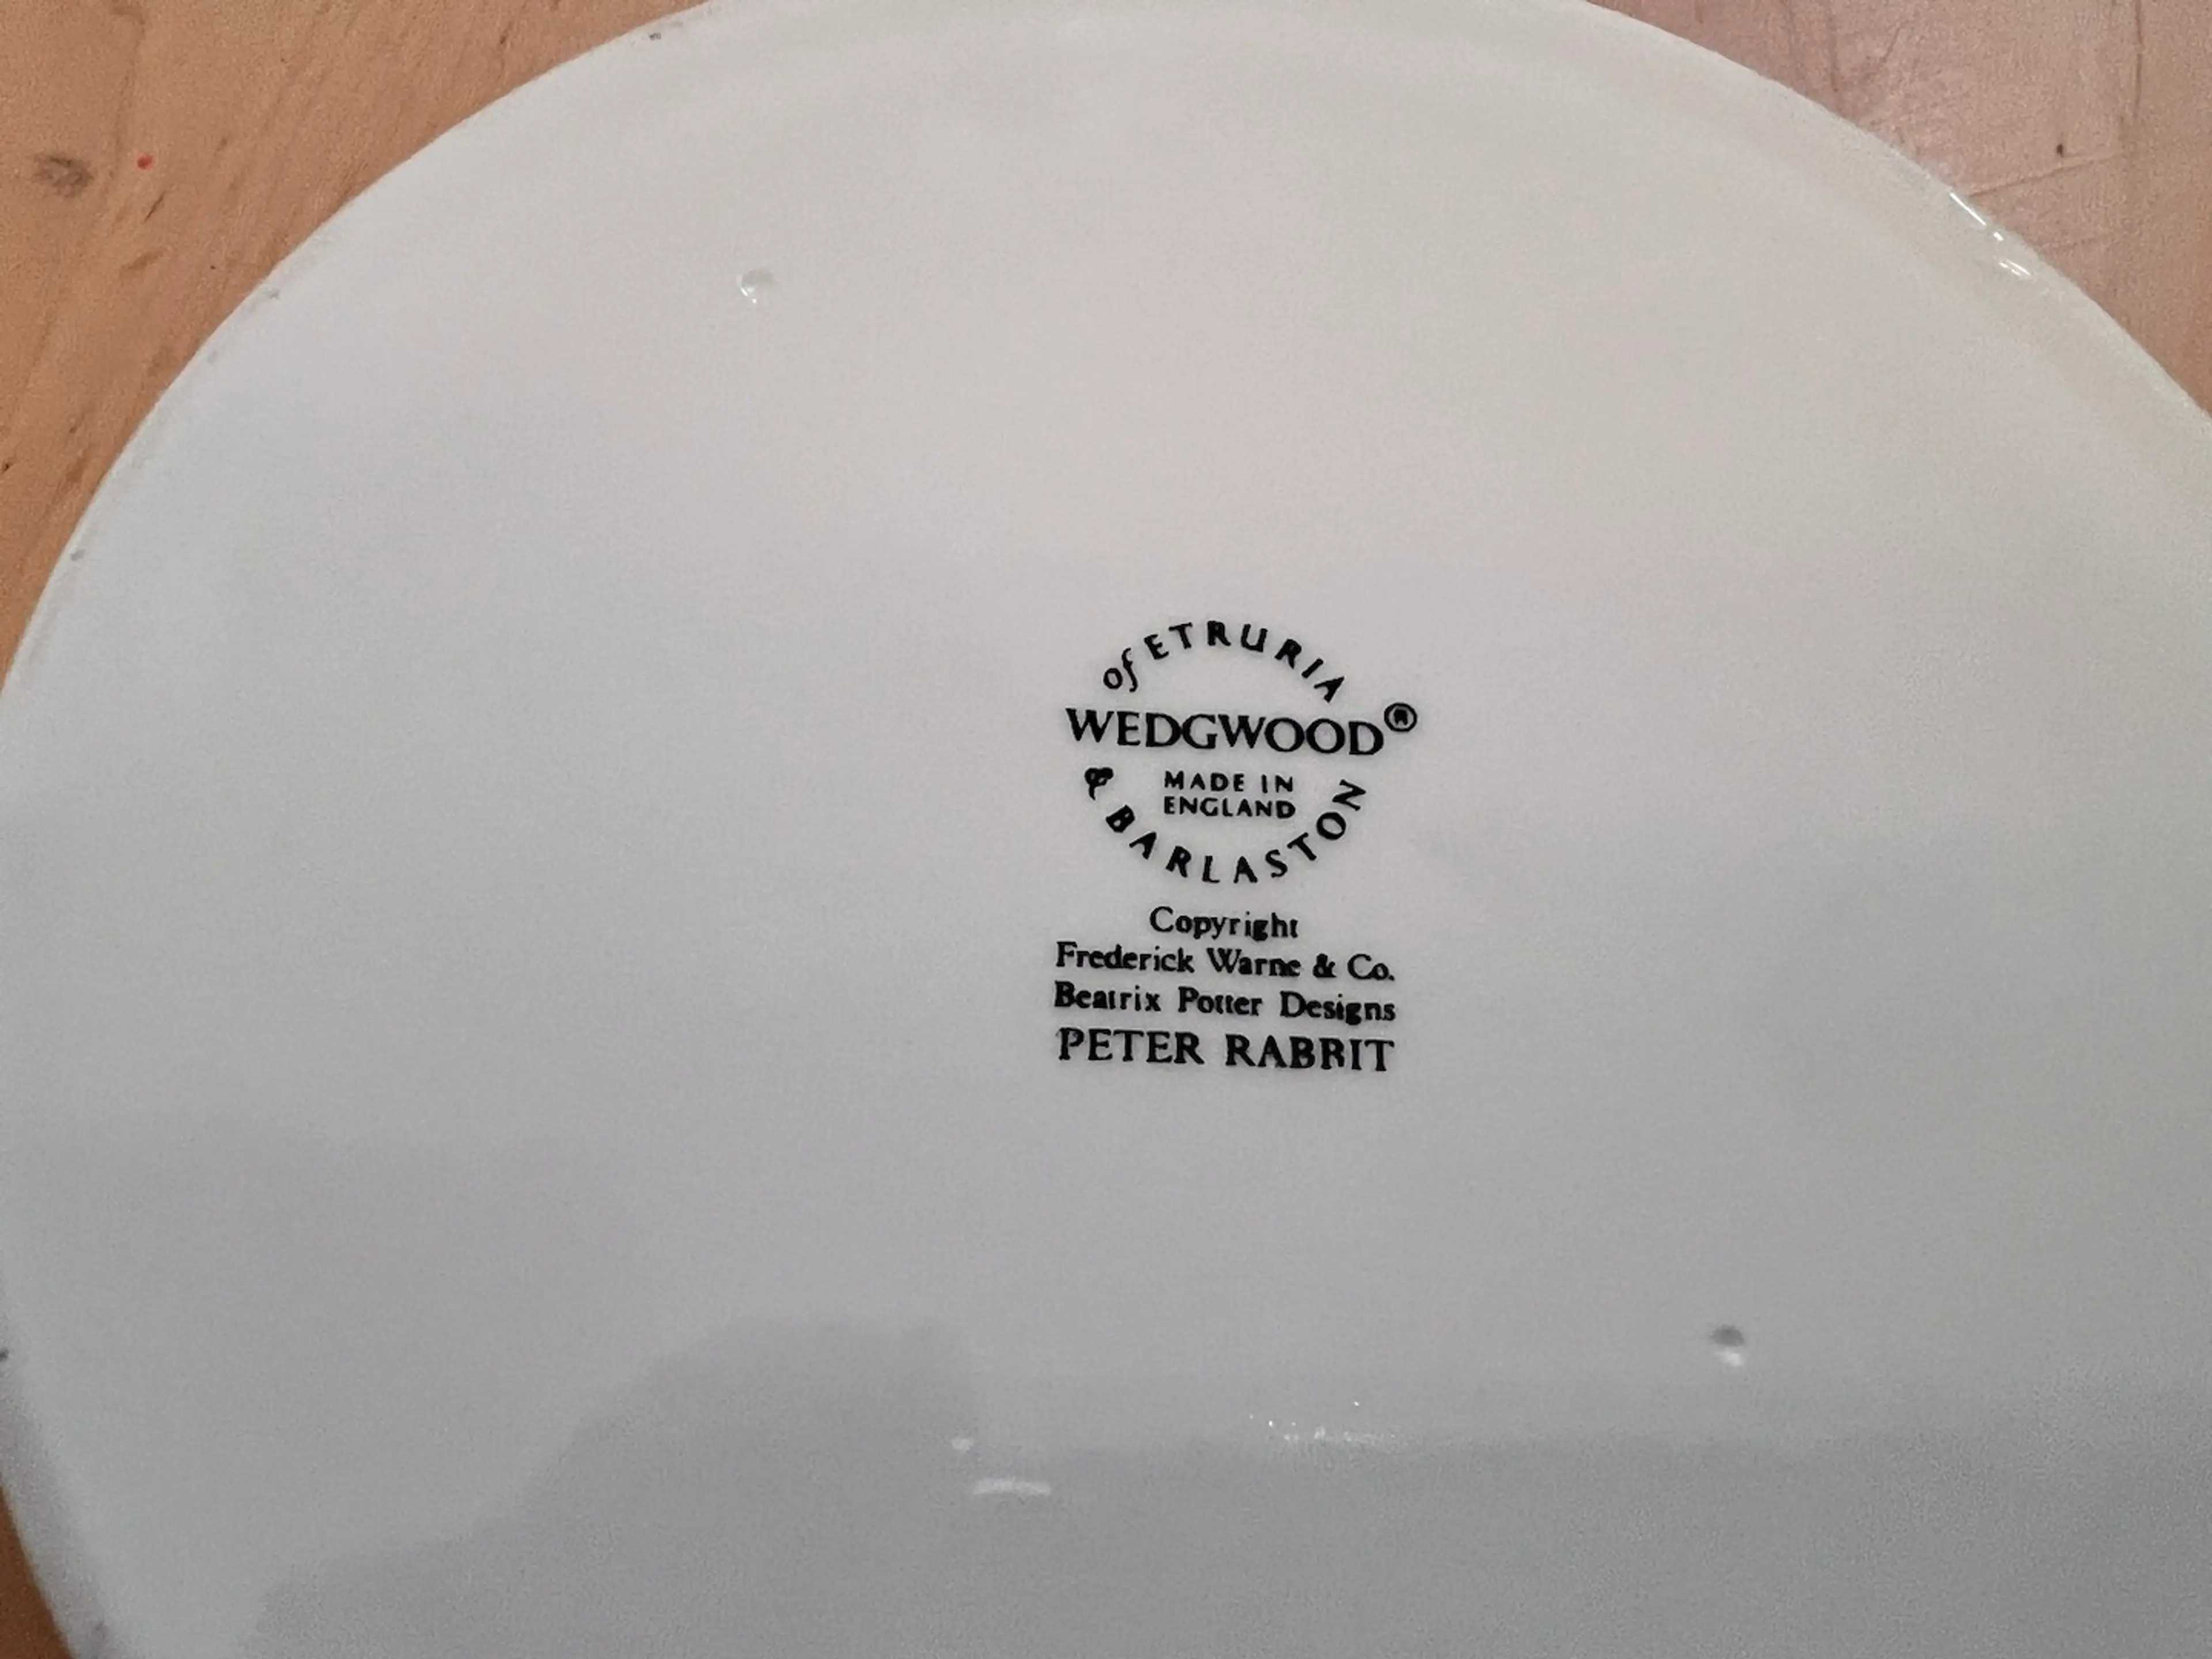 of ETRURIA
WEDGWOOD®
MADE IN
ENGLAND
& BARLASTON
Copyright
Frederick Warne & Co.
Beatrix Potter Designs
PETER RABBIT